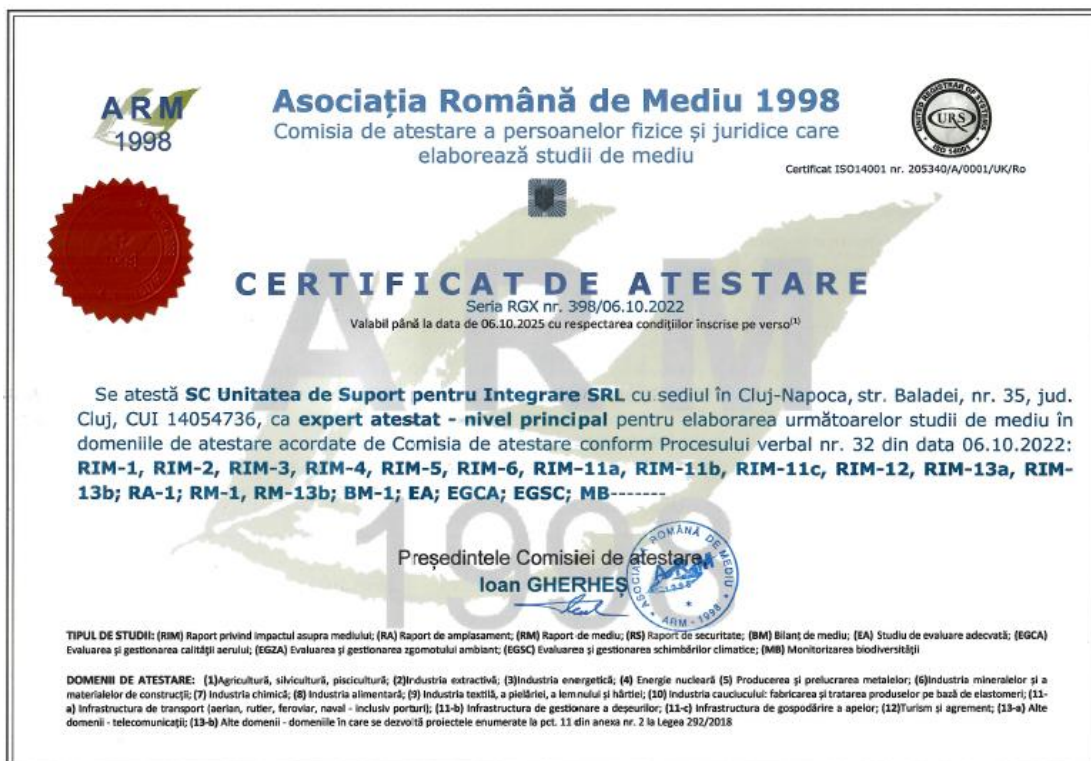 ARM
1998
Asociația Română de Mediu 1998
Comisia de atestare a persoanelor fizice și juridice care
elaborează studii de mediu
UNITED REGISTRAR OF SYSTEMS
URS
ISO 14001
Certificat ISO14001 nr. 205340/A/0001/UK/Ro
CERTIFICAT DE ATESTARE
Seria RGX nr. 398/06.10.2022
Valabil până la data de 06.10.2025 cu respectarea condițiilor înscrise pe verso(1)
ARM
1998
Se atestă SC Unitatea de Suport pentru Integrare SRL cu sediul în Cluj-Napoca, str. Baladei, nr. 35, jud.
Cluj, CUI 14054736, ca expert atestat - nivel principal pentru elaborarea următoarelor studii de mediu în
domeniile de atestare acordate de Comisia de atestare conform Procesului verbal nr. 32 din data 06.10.2022:
RIM-1, RIM-2, RIM-3, RIM-4, RIM-5, RIM-6, RIM-11a, RIM-11b, RIM-11c, RIM-12, RIM-13a, RIM-
13b; RA-1; RM-1, RM-13b; BM-1; EA; EGCA; EGSC; MB-------
Președintele Comisiei de atestare
Ioan GHERHEȘ
ASOCIAȚIA ROMÂNĂ DE MEDIU
ARM
1998
ARM - 1998
TIPUL DE STUDII: (RIM) Raport privind impactul asupra mediului; (RA) Raport de amplasament; (RM) Raport de mediu; (RS) Raport de securitate; (BM) Bilanț de mediu; (EA) Studiu de evaluare adecvată; (EGCA)
Evaluarea și gestionarea calității aerului; (EGZA) Evaluarea și gestionarea zgomotului ambiant; (EGSC) Evaluarea și gestionarea schimbărilor climatice; (MB) Monitorizarea biodiversității
DOMENII DE ATESTARE: (1)Agricultură, silvicultură, piscicultură; (2)Industria extractivă; (3)Industria energetică; (4) Energie nucleară (5) Producerea și prelucrarea metalelor; (6)Industria mineralelor și a
materialelor de construcții; (7) Industria chimică; (8) Industria alimentară; (9) Industria textilă, a pielăriei, a lemnului și hârtiei; (10) Industria cauciucului: fabricarea și tratarea produselor pe bază de elastomeri; (11-
a) Infrastructura de transport (aerian, rutier, feroviar, naval - inclusiv porturi); (11-b) Infrastructura de gestionare a deșeurilor; (11-c) Infrastructura de gospodărire a apelor; (12)Turism și agrement; (13-a) Alte
domenii - telecomunicații; (13-b) Alte domenii - domeniile în care se dezvoltă proiectele enumerate la pct. 11 din anexa nr. 2 la Legea 292/2018